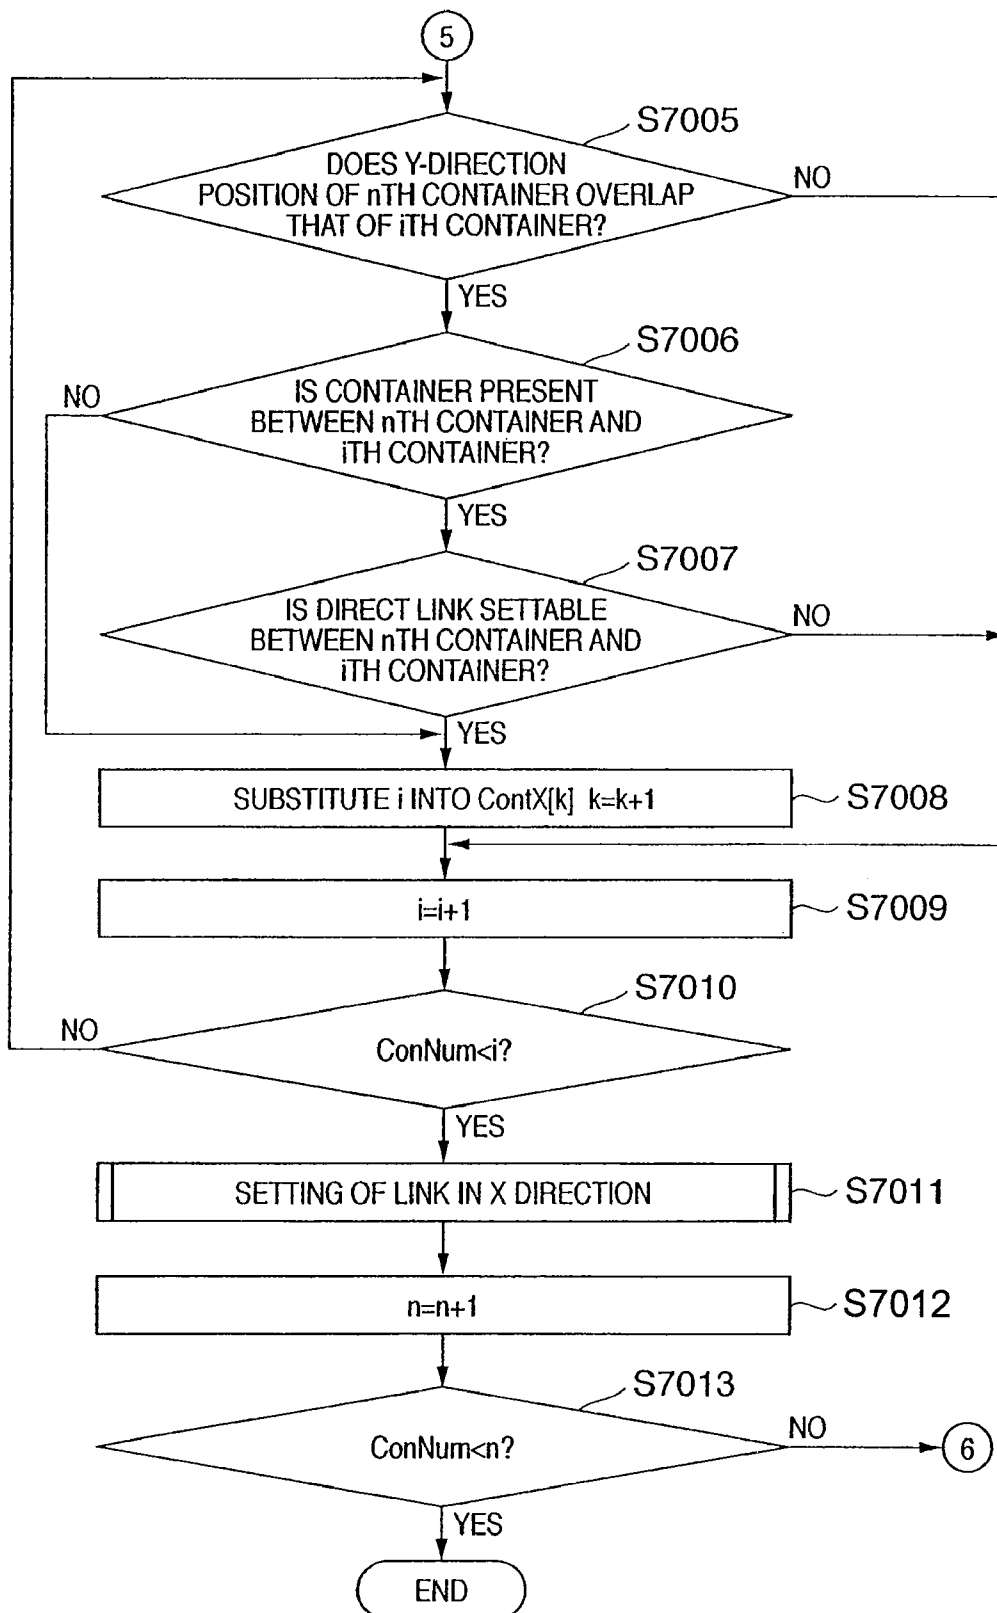 5
S7005
DOES Y-DIRECTION
POSITION OF nTH CONTAINER OVERLAP
THAT OF iTH CONTAINER?
NO
YES
S7006
IS CONTAINER PRESENT
BETWEEN nTH CONTAINER AND
iTH CONTAINER?
NO
YES
S7007
IS DIRECT LINK SETTABLE
BETWEEN nTH CONTAINER AND
iTH CONTAINER?
NO
YES
SUBSTITUTE i INTO ContX[k] k=k+1
S7008
i=i+1
S7009
S7010
NO
ConNum<i?
YES
SETTING OF LINK IN X DIRECTION
S7011
n=n+1
S7012
S7013
ConNum<n?
NO
6
YES
END